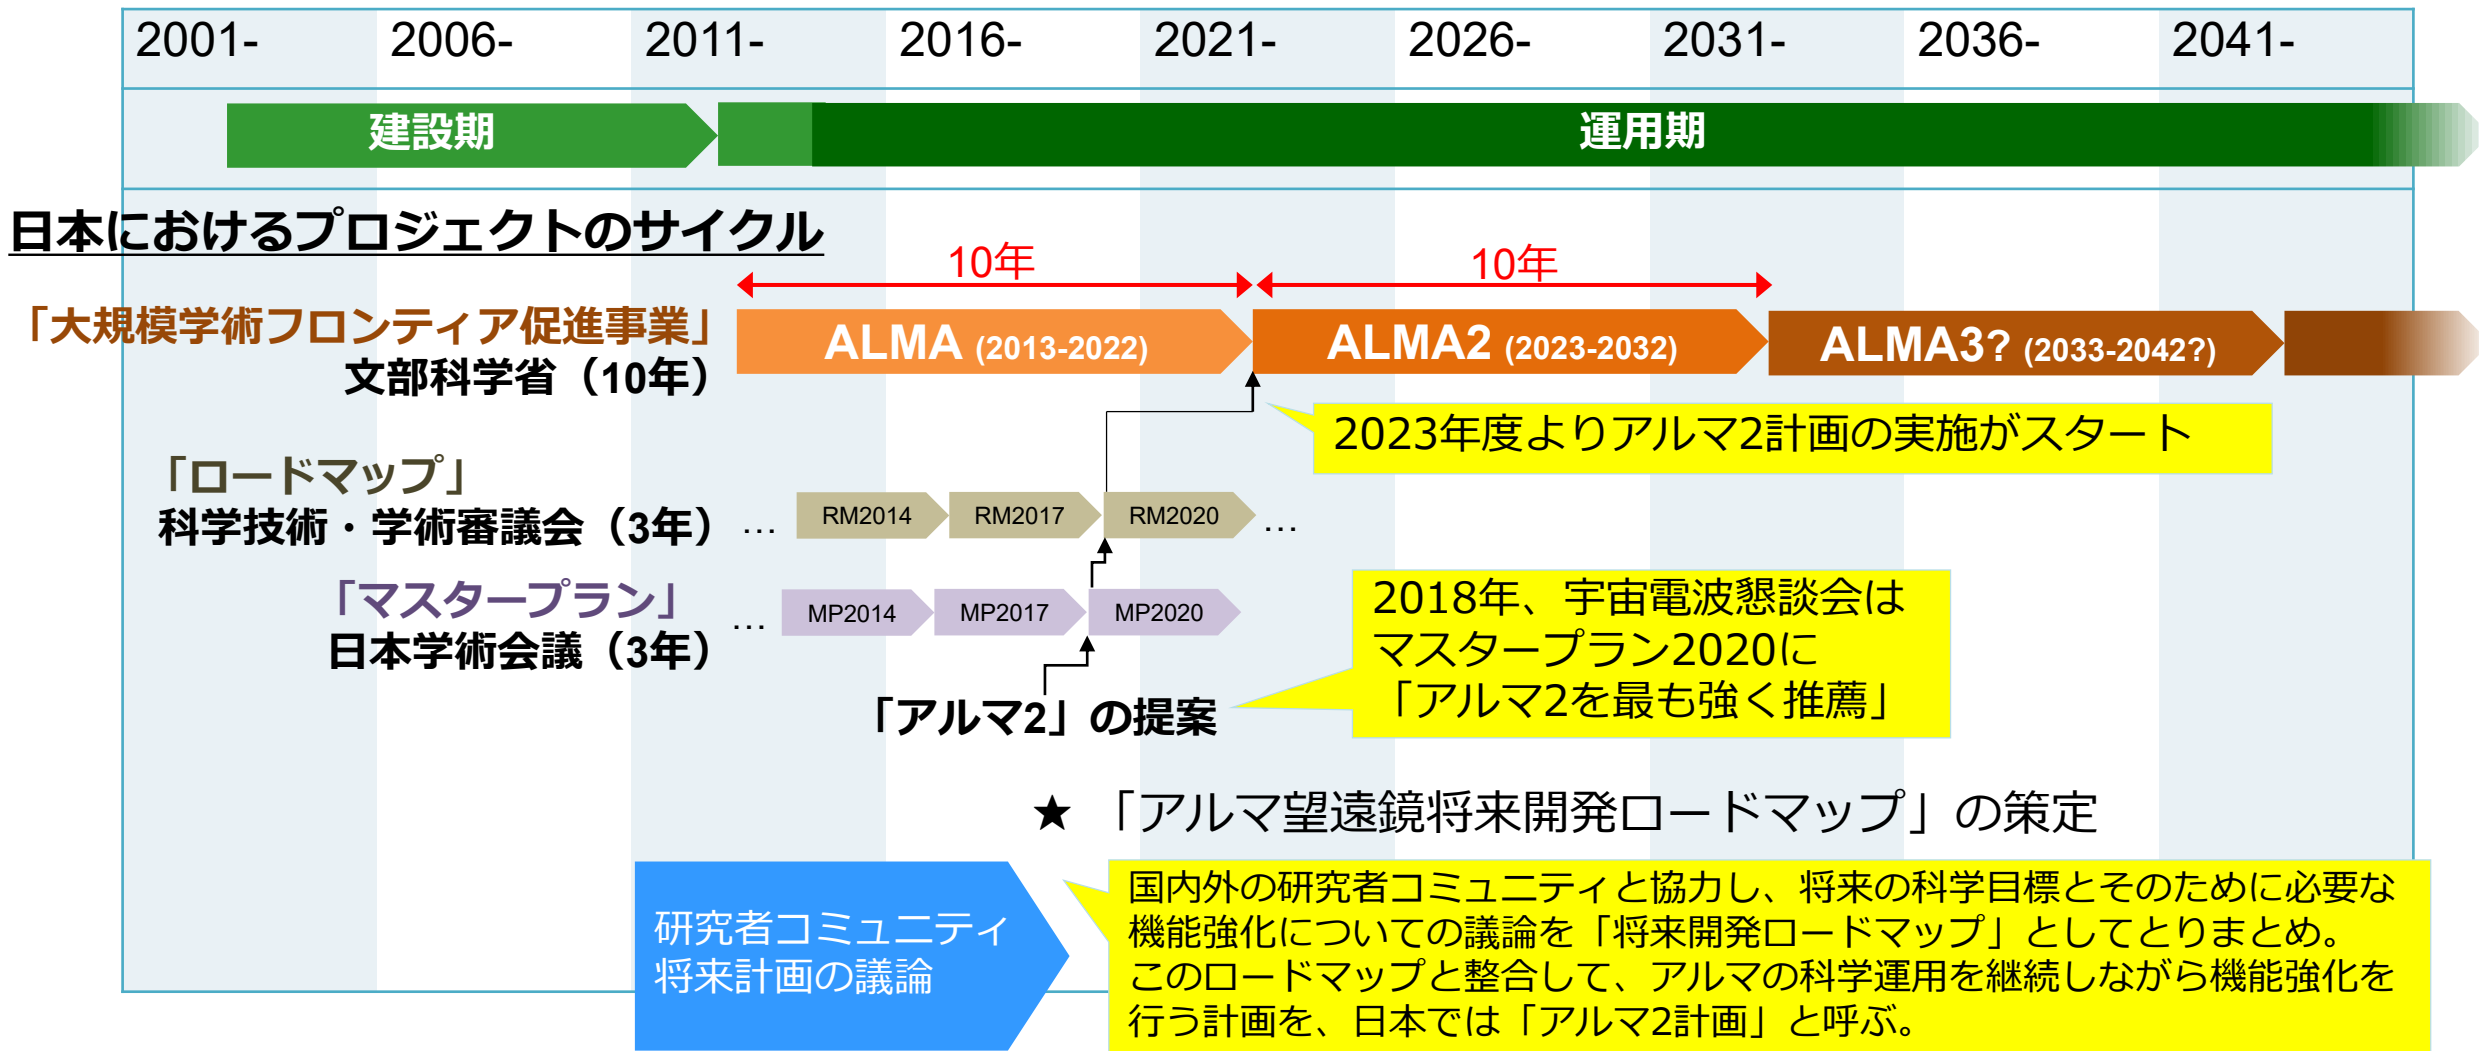 2001- 2006- 2011- 2016- 2021- 2026- 2031- 2036- 2041-
建設期 運用期
日本におけるプロジェクトのサイクル
10年 10年
「大規模学術フロンティア促進事業」
文部科学省（10年）
ALMA (2013-2022) ALMA2 (2023-2032) ALMA3? (2033-2042?)
2023年度よりアルマ2計画の実施がスタート
「ロードマップ」
科学技術・学術審議会（3年）
… RM2014 RM2017 RM2020 …
「マスタープラン」
日本学術会議（3年）
… MP2014 MP2017 MP2020
2018年、宇宙電波懇談会は
マスタープラン2020に
「アルマ2を最も強く推薦」
「アルマ2」の提案
★ 「アルマ望遠鏡将来開発ロードマップ」の策定
研究者コミュニティ
将来計画の議論
国内外の研究者コミュニティと協力し、将来の科学目標とそのために必要な
機能強化についての議論を「将来開発ロードマップ」としてとりまとめ。
このロードマップと整合して、アルマの科学運用を継続しながら機能強化を
行う計画を、日本では「アルマ2計画」と呼ぶ。